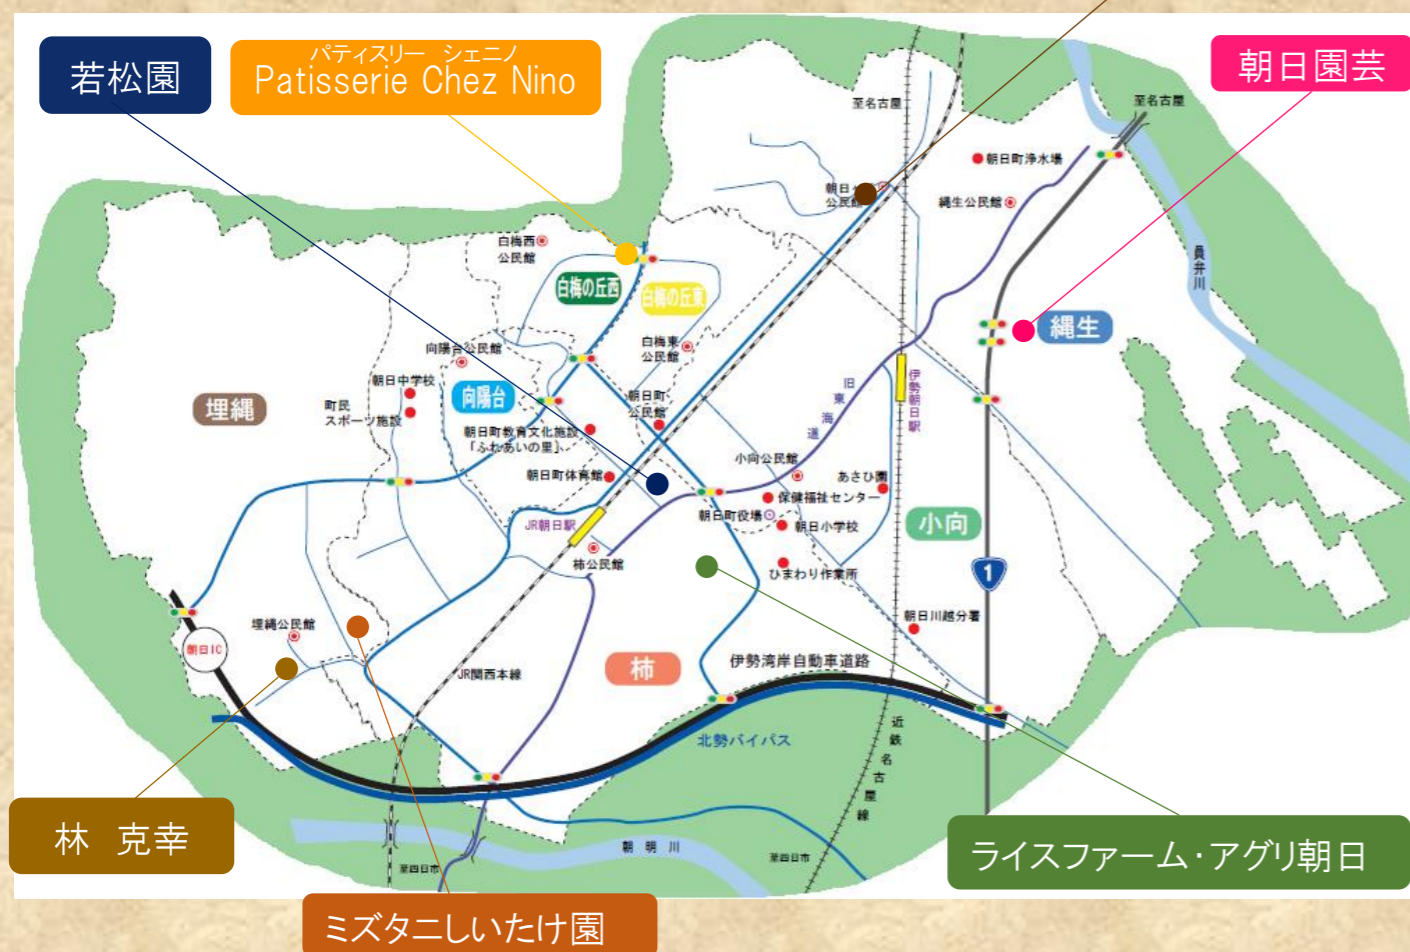 若松園
パティスリー シェニノ
Patisserie Chez Nino
朝日園芸
至名古屋
至名古屋
朝日町浄水場
朝日
公民館
縄生公民館
員弁川
白梅西
公民館
白梅の丘西
白梅の丘東
縄生
向陽台公民館
白梅東
公民館
朝日中学校
町民
スポーツ施設
埋縄
向陽台
朝日町
公民館
旧東海道
伊勢朝日駅
朝日町教育文化施設
「ふれあいの里」
朝日町体育館
小向公民館
あさひ園
保健福祉センター
朝日町役場
朝日小学校
小向
JR朝日駅
柿公民館
ひまわり作業所
1
埋縄公民館
朝日IC
朝日川越分署
JR関西本線
柿
伊勢湾岸自動車道路
北勢バイパス
近鉄名古屋線
朝明川
至四日市
至四日市
林 克幸
ライスファーム・アグリ朝日
ミズタニしいたけ園